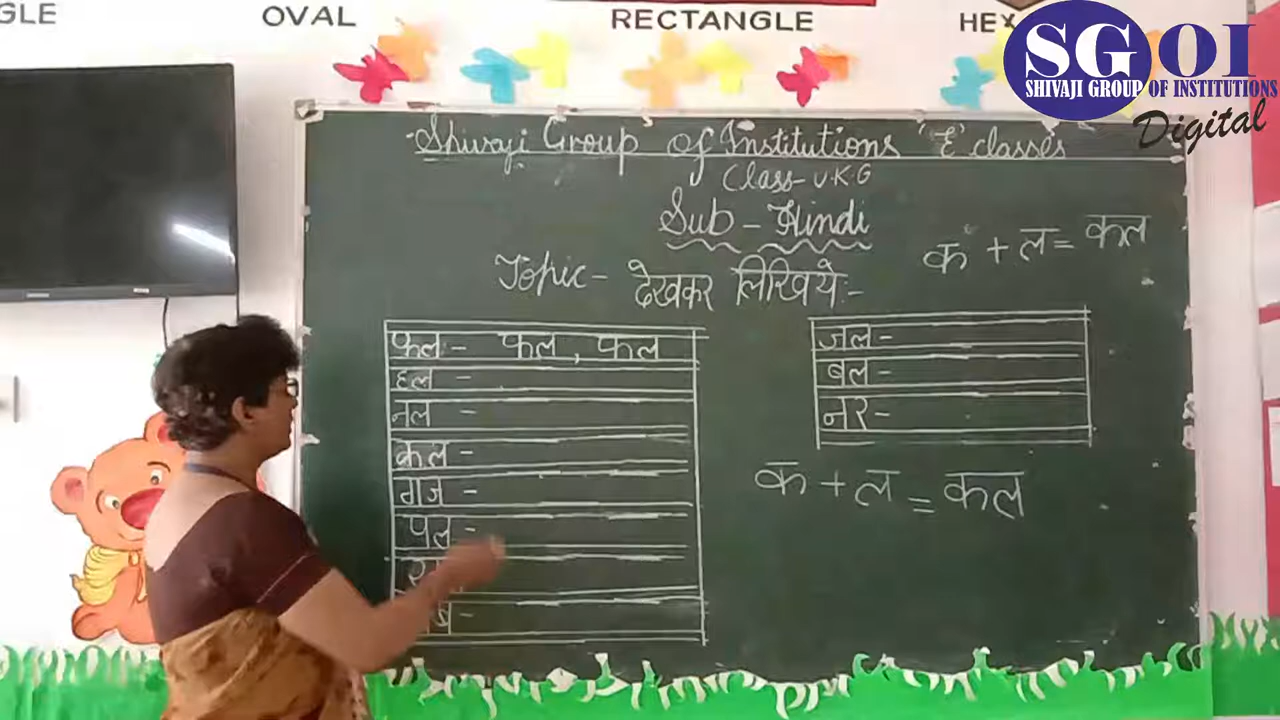 GLE OVAL RECTANGLE HEX
SGOI
SHIVAJI GROUP OF INSTITUTIONS
Digital
Shivaji Group of Institutions 'E' classes
Class-U.K.G
Sub - Hindi
क + ल = कल
Topic - देखकर लिखिये:-
फल - फल, फल
हल -
नल -
कल -
गज -
पल -
जल -
बल -
नर -
क + ल = कल